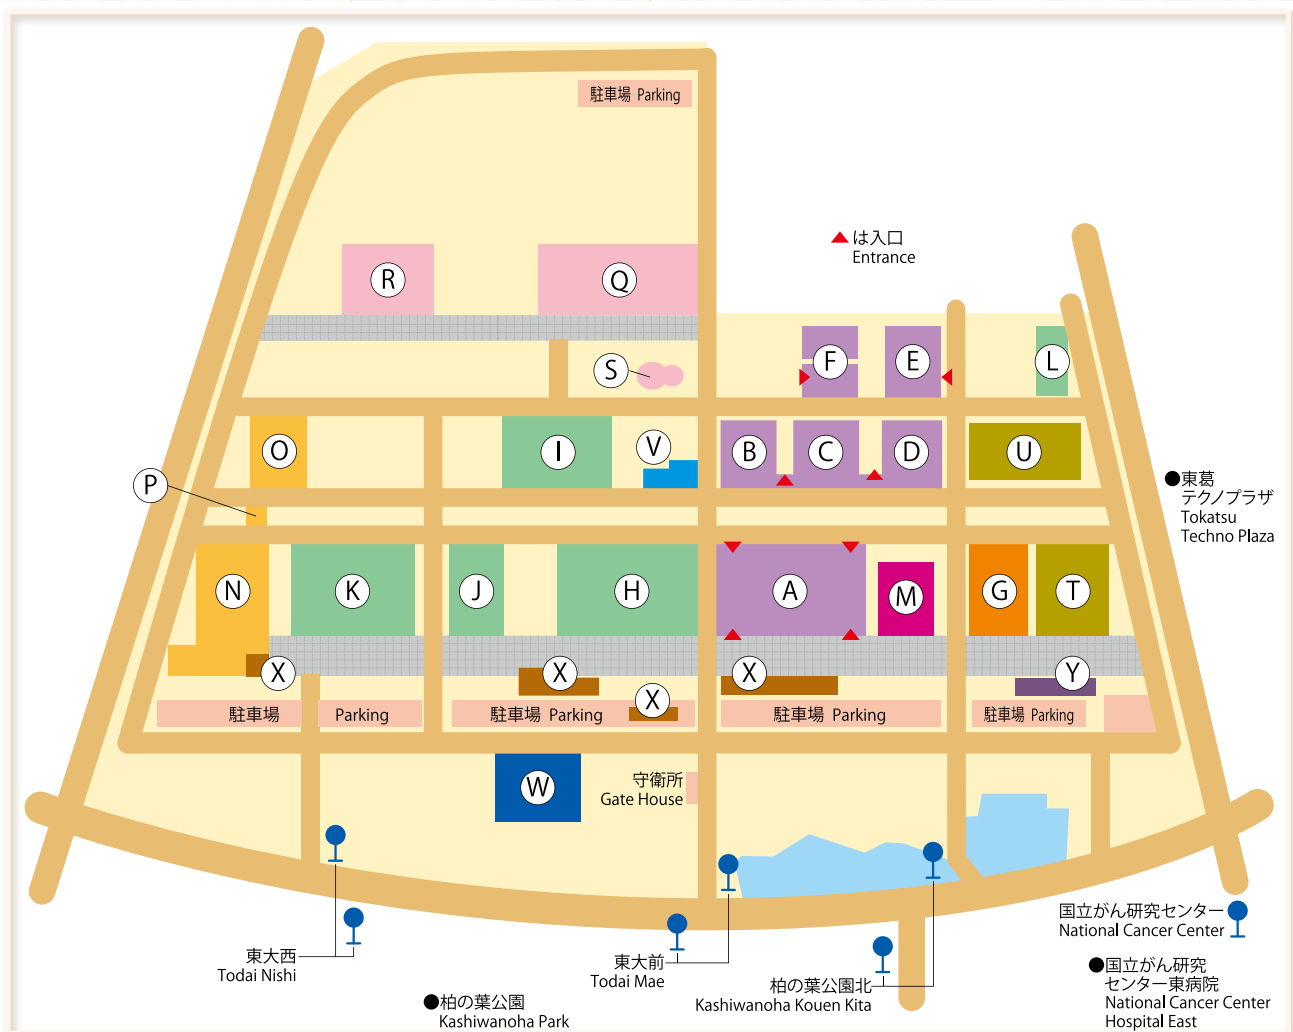 駐車場 Parking
▲ は入口
Entrance
R
Q
S
F
E
L
O
I
V
B
C
D
U
P
●東葛
テクノプラザ
Tokatsu
Techno Plaza
N
K
J
H
A
M
G
T
X
X
X
Y
X
駐車場 Parking
駐車場 Parking
駐車場 Parking
駐車場 Parking
W
守衛所
Gate House
東大西
Todai Nishi
東大前
Todai Mae
柏の葉公園北
Kashiwanoha Kouen Kita
国立がん研究センター
National Cancer Center
●柏の葉公園
Kashiwanoha Park
●国立がん研究
センター東病院
National Cancer Center
Hospital East